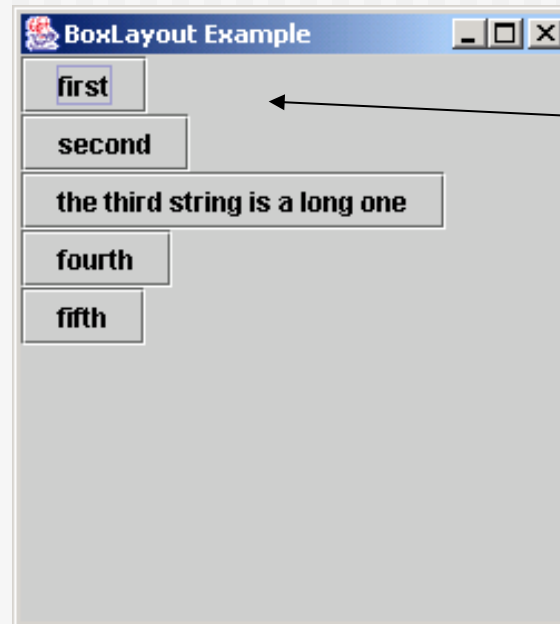 BoxLayout Example
first
second
the third string is a long one
fourth
fifth